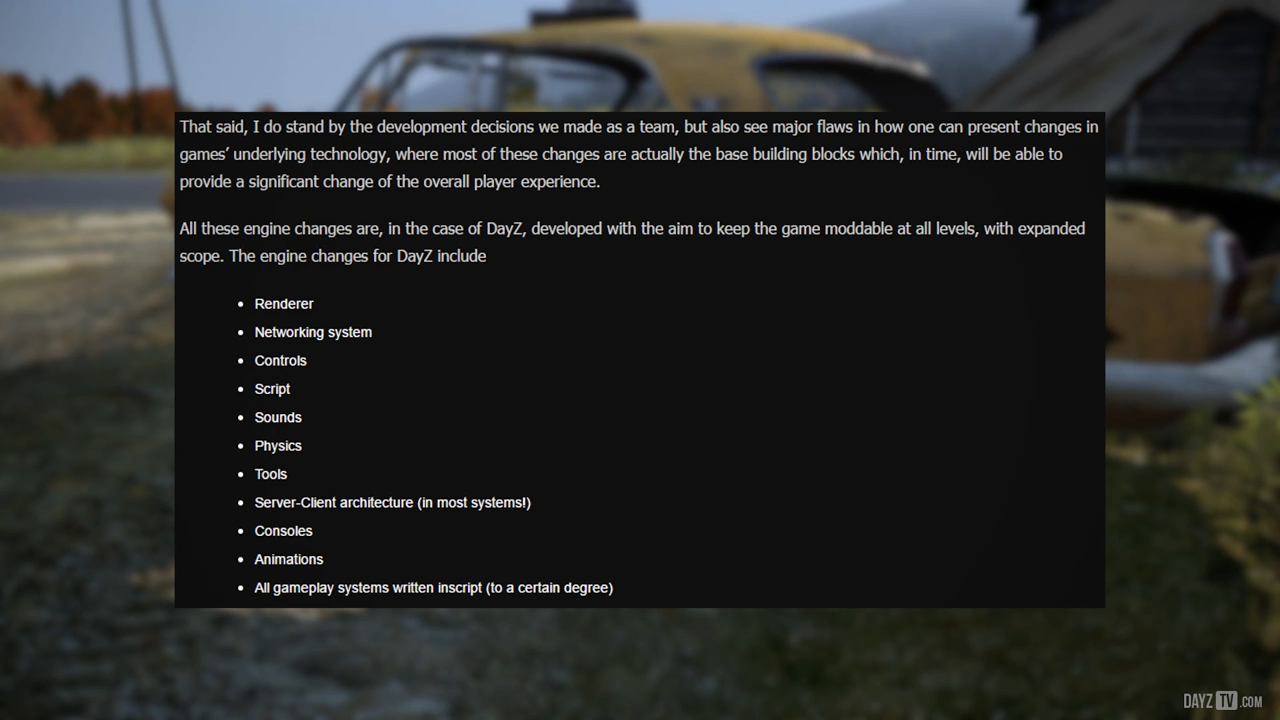 That said, I do stand by the development decisions we made as a team, but also see major flaws in how one can present changes in
games’ underlying technology, where most of these changes are actually the base building blocks which, in time, will be able to
provide a significant change of the overall player experience.
All these engine changes are, in the case of DayZ, developed with the aim to keep the game moddable at all levels, with expanded
scope. The engine changes for DayZ include
• Renderer
• Networking system
• Controls
• Script
• Sounds
• Physics
• Tools
• Server-Client architecture (in most systems!)
• Consoles
• Animations
• All gameplay systems written inscript (to a certain degree)
DAYZ TV .COM